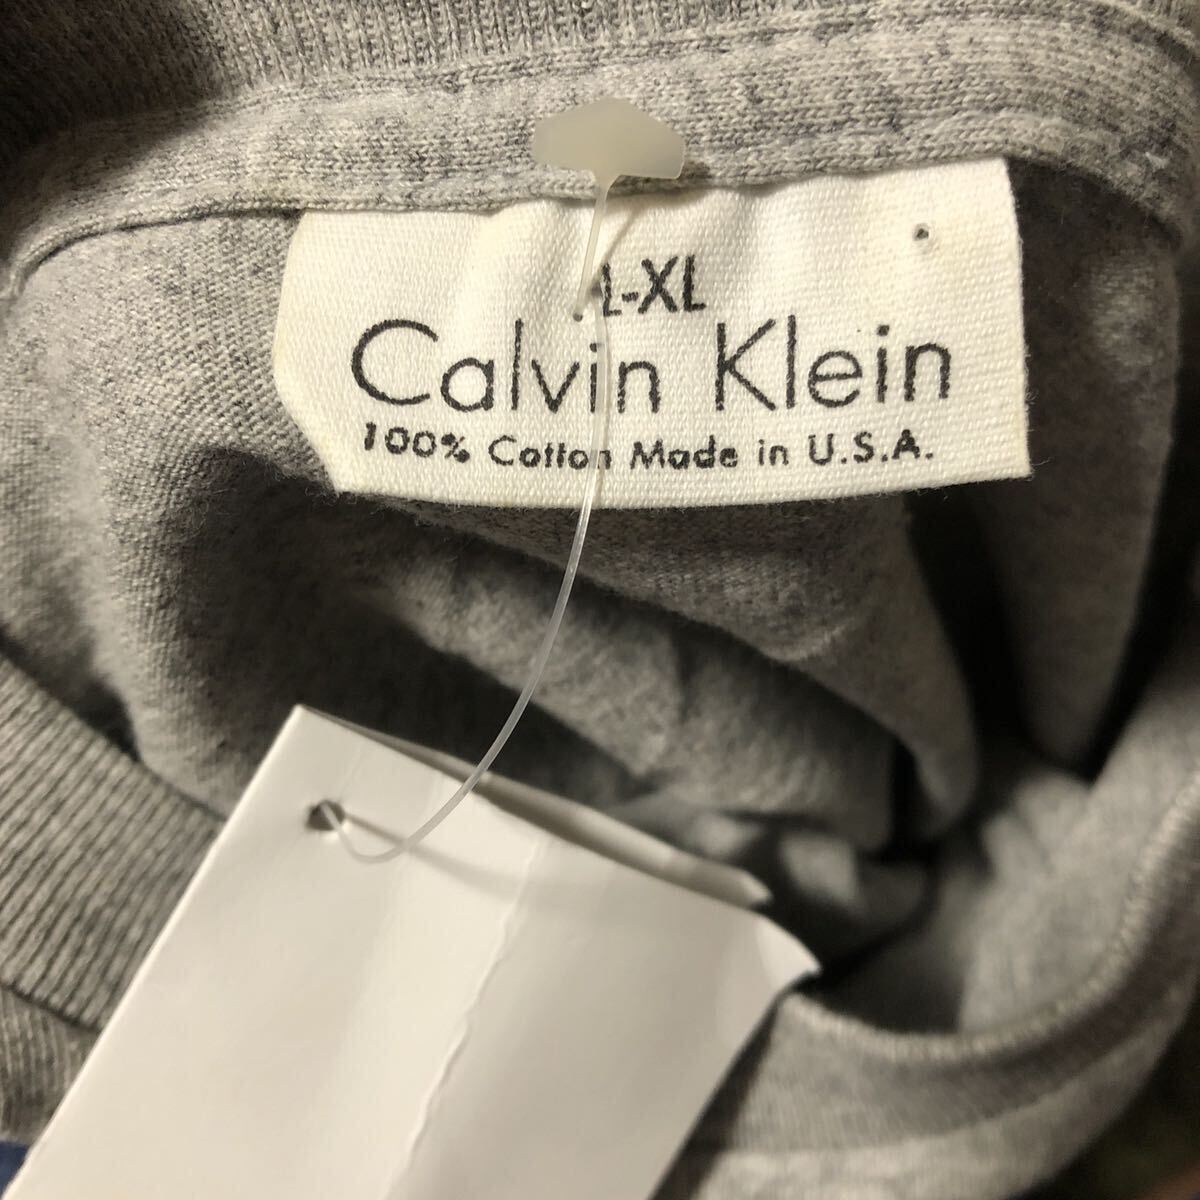 L-XL
Calvin Klein
100% Cotton Made in U.S.A.